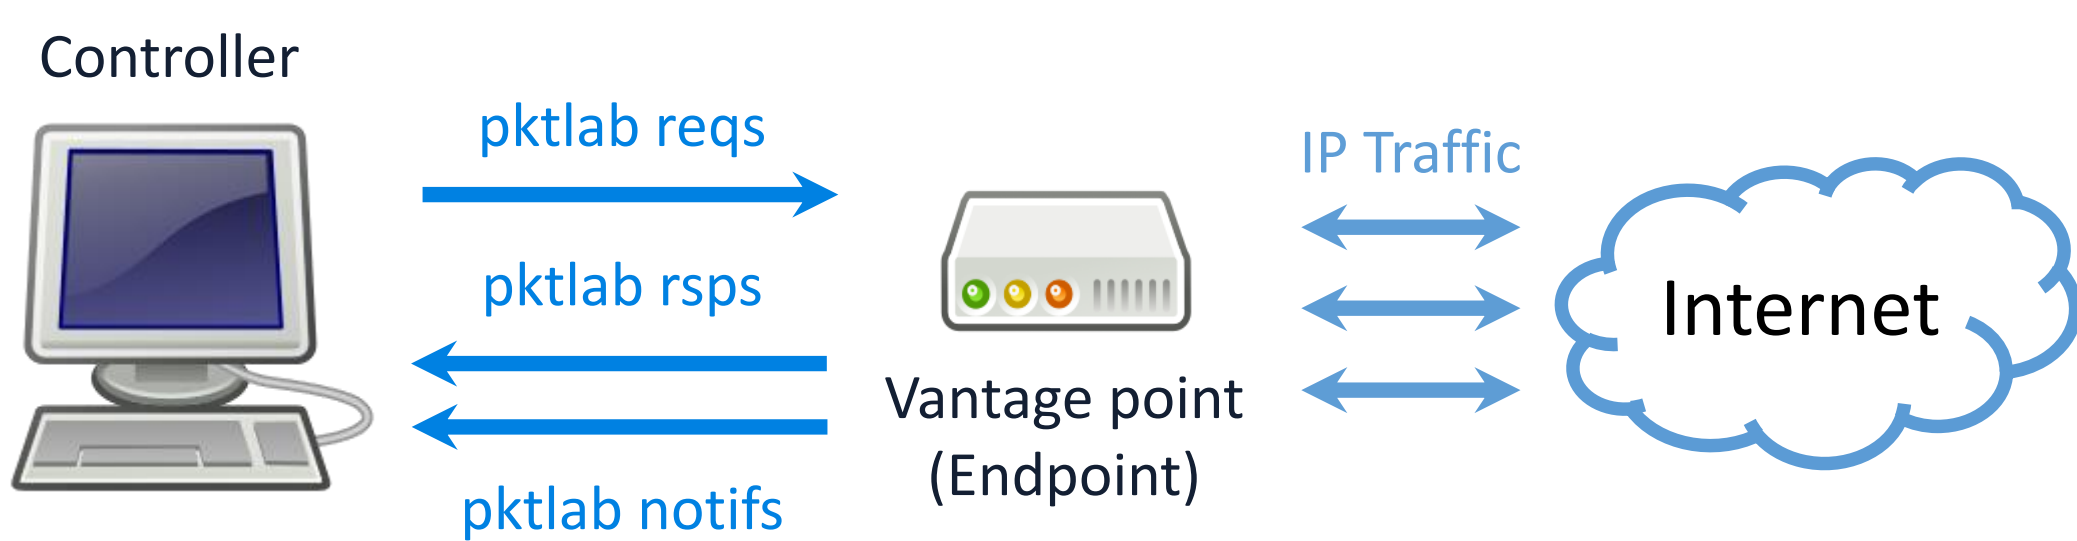 Controller
pktlab reqs
pktlab rsps
pktlab notifs
Vantage point
(Endpoint)
IP Traffic
Internet